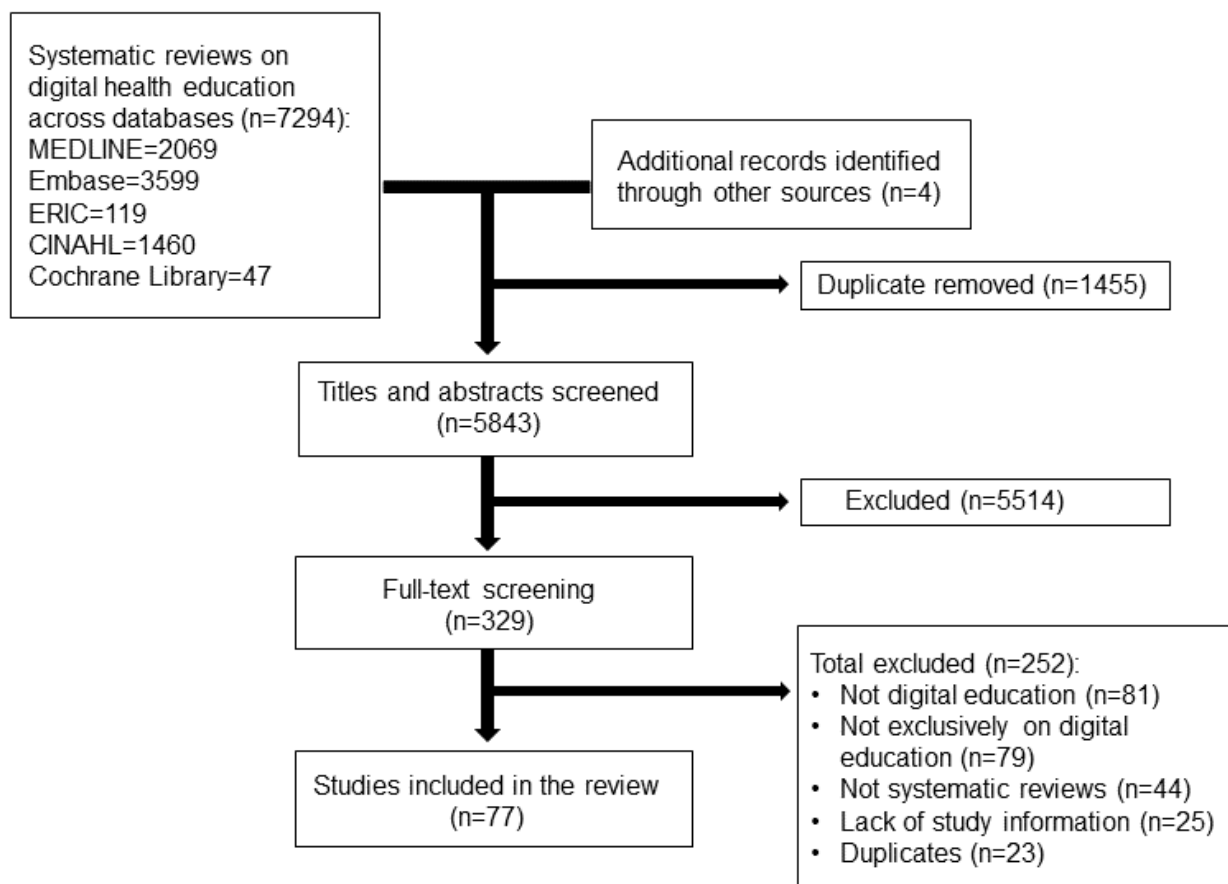 Systematic reviews on
digital health education
across databases (n=7294):
MEDLINE=2069
Embase=3599
ERIC=119
CINAHL=1460
Cochrane Library=47
Additional records identified
through other sources (n=4)
Duplicate removed (n=1455)
Titles and abstracts screened
(n=5843)
Excluded (n=5514)
Full-text screening
(n=329)
Total excluded (n=252):
• Not digital education (n=81)
• Not exclusively on digital
education (n=79)
• Not systematic reviews (n=44)
• Lack of study information (n=25)
• Duplicates (n=23)
Studies included in the review
(n=77)